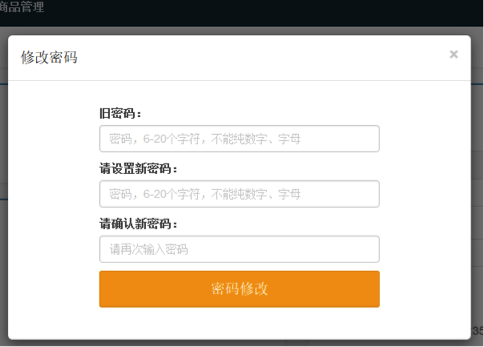 商品管理
修改密码 ×
旧密码：
密码，6-20个字符，不能纯数字、字母
请设置新密码：
密码，6-20个字符，不能纯数字、字母
请确认新密码：
请再次输入密码
密码修改
35